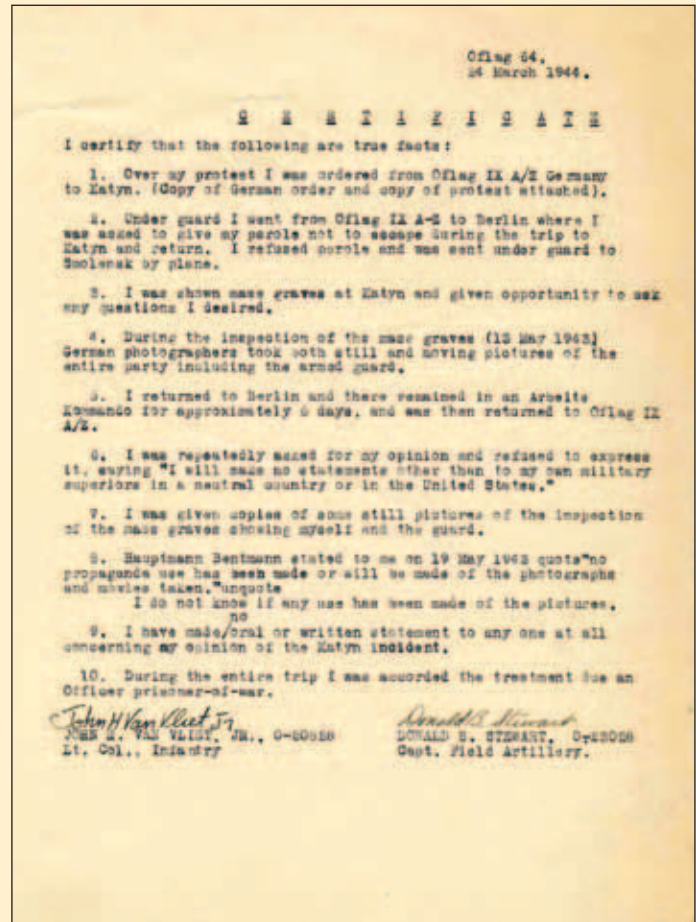 Oflag 64.
24 March 1944.
C E R T I F I C A T E
I certify that the following are true facts:
1. Over my protest I was ordered from Oflag IX A/Z Germany
to Katyn. (Copy of German order and copy of protest attached).
2. Under guard I went from Oflag IX A-Z to Berlin where I
was asked to give my parole not to escape during the trip to
Katyn and return. I refused parole and was sent under guard to
Smolensk by plane.
3. I was shown mass graves at Katyn and given opportunity to ask
any questions I desired.
4. During the inspection of the mass graves (13 May 1943)
German photographers took both still and moving pictures of the
entire party including the armed guard.
5. I returned to Berlin and there remained in an Arbeits
Kommando for approximately 6 days, and was then returned to Oflag IX
A/Z.
6. I was repeatedly asked for my opinion and refused to express
it, saying "I will make no statements other than to my own military
superiors in a neutral country or in the United States."
7. I was given copies of some still pictures of the inspection
of the mass graves showing myself and the guard.
8. Hauptmann Bentmann stated to me on 19 May 1943 quote"no
propaganda use has been made or will be made of the photographs
and movies taken."unquote
I do not know if any use has been made of the pictures.
no
9. I have made/oral or written statement to any one at all
concerning my opinion of the Katyn incident.
10. During the entire trip I was accorded the treatment due an
Officer prisoner-of-war.
John H Van Vliet Jr Donald B. Stewart
JOHN H. VAN VLIET, JR., DONALD B. STEWART,
Lt. Col., Infantry Capt. Field Artillery.